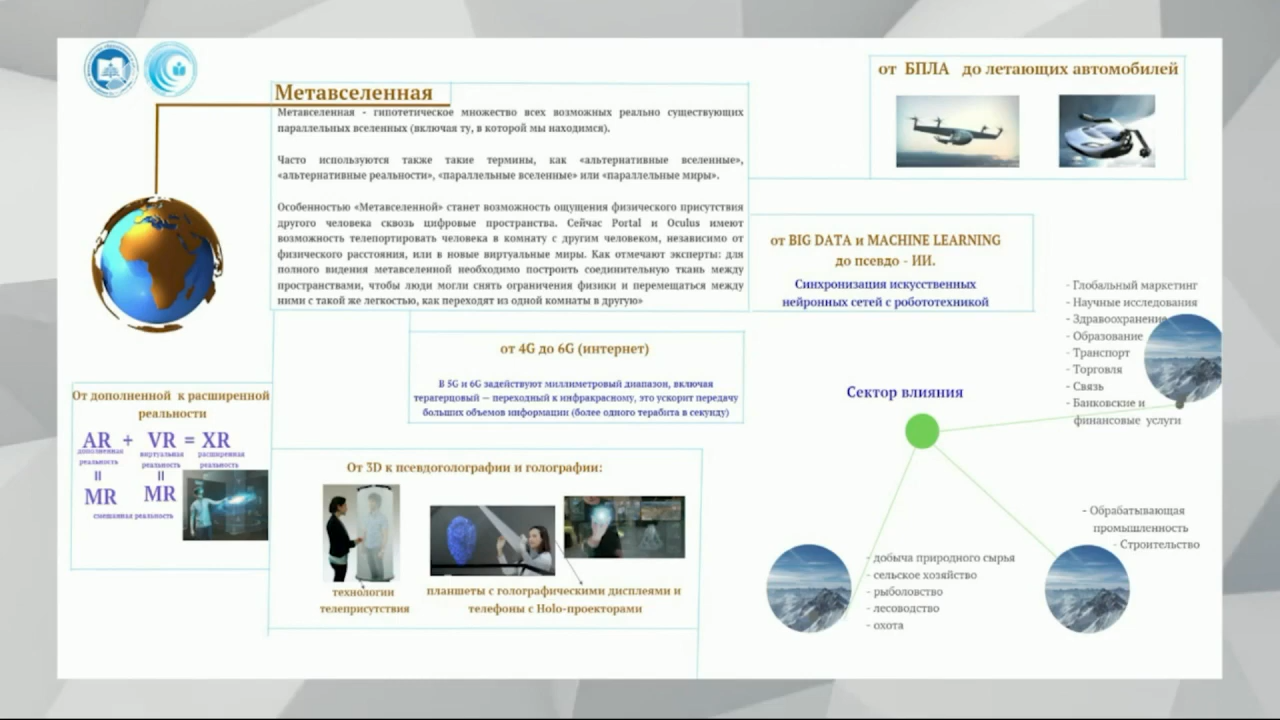 Метавселенная
Метавселенная - гипотетическое множество всех возможных реально существующих
параллельных вселенных (включая ту, в которой мы находимся).
Часто используются также такие термины, как «альтернативные вселенные»,
«альтернативные реальности», «параллельные вселенные» или «параллельные миры».
Особенностью «Метавселенной» станет возможность ощущения физического присутствия
другого человека сквозь цифровые пространства. Сейчас Portal и Oculus имеют
возможность телепортировать человека в комнату с другим человеком, независимо от
физического расстояния, или в новые виртуальные миры. Как отмечают эксперты: для
полного видения метавселенной необходимо построить соединительную ткань между
пространствами, чтобы люди могли снять ограничения физики и перемещаться между
ними с такой же легкостью, как переходят из одной комнаты в другую»
от БПЛА до летающих автомобилей
от BIG DATA и MACHINE LEARNING
до псевдо - ИИ.
Синхронизация искусственных
нейронных сетей с робототехникой
от 4G до 6G (интернет)
В 5G и 6G задействуют миллиметровый диапазон, включая
терагерцовый — переходный к инфракрасному, это ускорит передачу
больших объемов информации (более одного терабита в секунду)
От дополненной к расширенной
реальности
AR + VR = XR
дополненная виртуальная расширенная
реальность реальность реальность
= =
MR MR
смешанная реальность
От 3D к псевдоголографии и голографии:
технологии
телеприсутствия
планшеты с голографическими дисплеями и
телефоны с Holo-проекторами
Сектор влияния
- Глобальный маркетинг
- Научные исследования
- Здравоохранение
- Образование
- Транспорт
- Торговля
- Связь
- Банковские и
финансовые услуги
- Обрабатывающая
промышленность
- Строительство
- добыча природного сырья
- сельское хозяйство
- рыболовство
- лесоводство
- охота